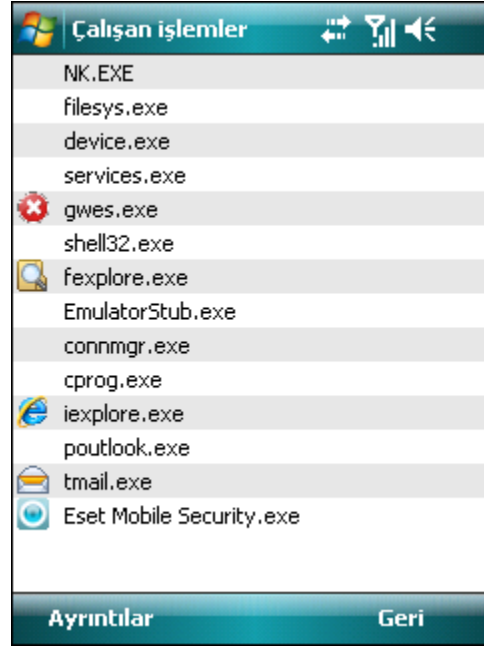 Çalışan işlemler
NK.EXE
filesys.exe
device.exe
services.exe
gwes.exe
shell32.exe
fexplore.exe
EmulatorStub.exe
connmgr.exe
cprog.exe
iexplore.exe
poutlook.exe
tmail.exe
Eset Mobile Security.exe
Ayrıntılar Geri